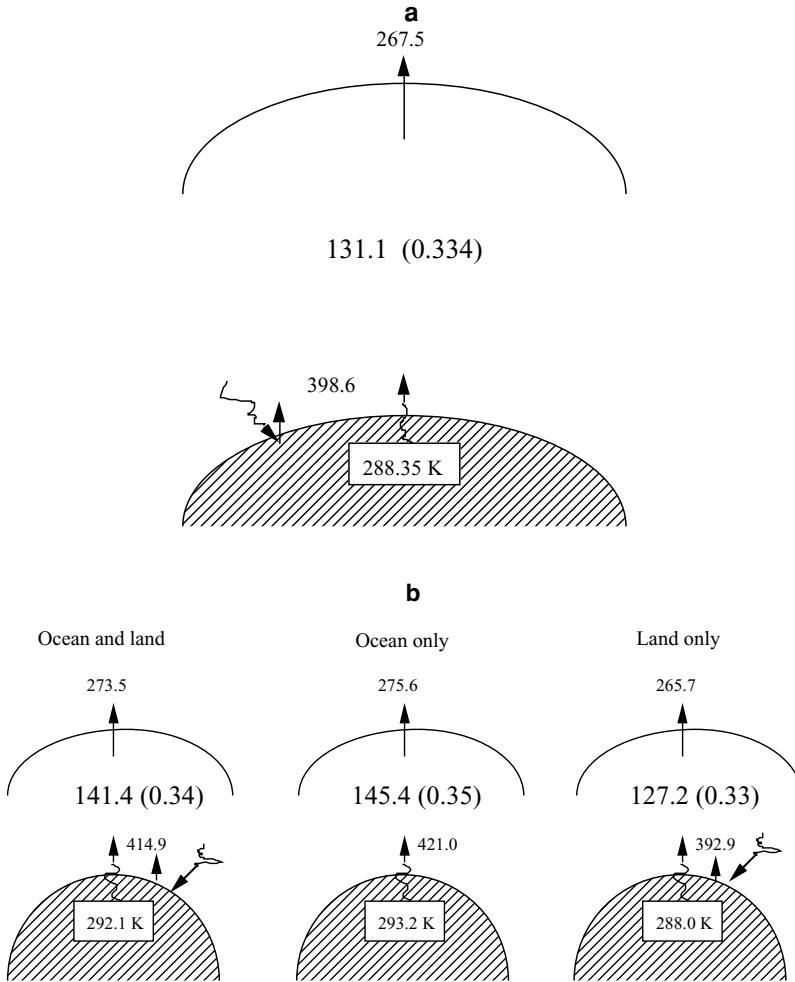 a
267.5
131.1 (0.334)
398.6
288.35 K
b
Ocean and land
Ocean only
Land only
273.5
275.6
265.7
141.4 (0.34)
145.4 (0.35)
127.2 (0.33)
414.9
421.0
392.9
292.1 K
293.2 K
288.0 K